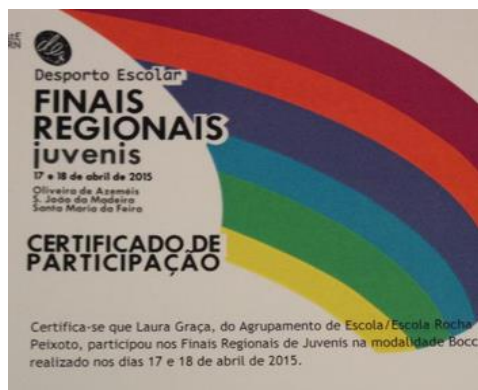 Desporto Escolar
FINAIS
REGIONAIS
juvenis
17 e 18 de abril de 2015
Oliveira de Azeméis
S. João da Madeira
Santa Maria da Feira
CERTIFICADO DE
PARTICIPAÇÃO
Certifica-se que Laura Graça, do Agrupamento de Escola/Escola Rocha
Peixoto, participou nos Finais Regionais de Juvenis na modalidade Bocc
realizado nos dias 17 e 18 de abril de 2015.